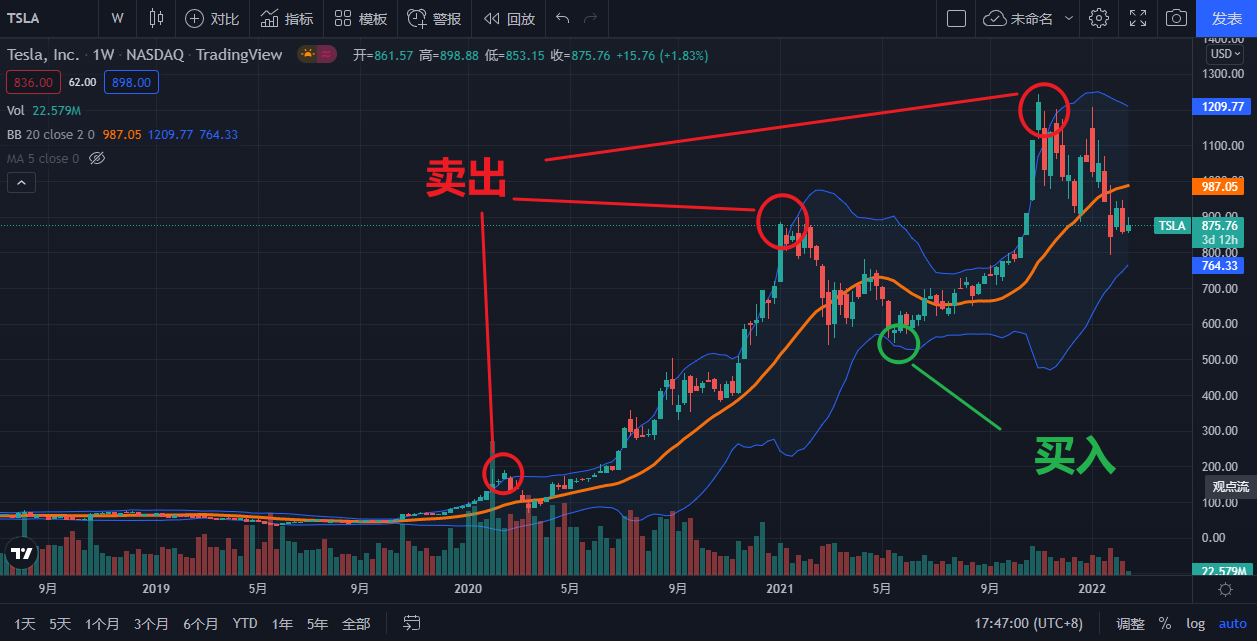 TSLA W 对比 指标 模板 警报 回放 未命名 发表
Tesla, Inc. · 1W · NASDAQ · TradingView 开=861.57 高=898.88 低=853.15 收=875.76 +15.76 (+1.83%)
836.00 62.00 898.00
Vol 22.579M
BB 20 close 2 0 987.05 1209.77 764.33
MA 5 close 0
卖出
买入
1400.00
USD
1300.00
1209.77
1100.00
1000.00
987.05
900.00
TSLA 875.76
3d 12h
800.00
764.33
700.00
600.00
500.00
400.00
300.00
200.00
观点流
100.00
0.00
22.579M
9月 2019 5月 9月 2020 5月 9月 2021 5月 9月 2022
1天 5天 1个月 3个月 6个月 YTD 1年 5年 全部 17:47:00 (UTC+8) 调整 % log auto